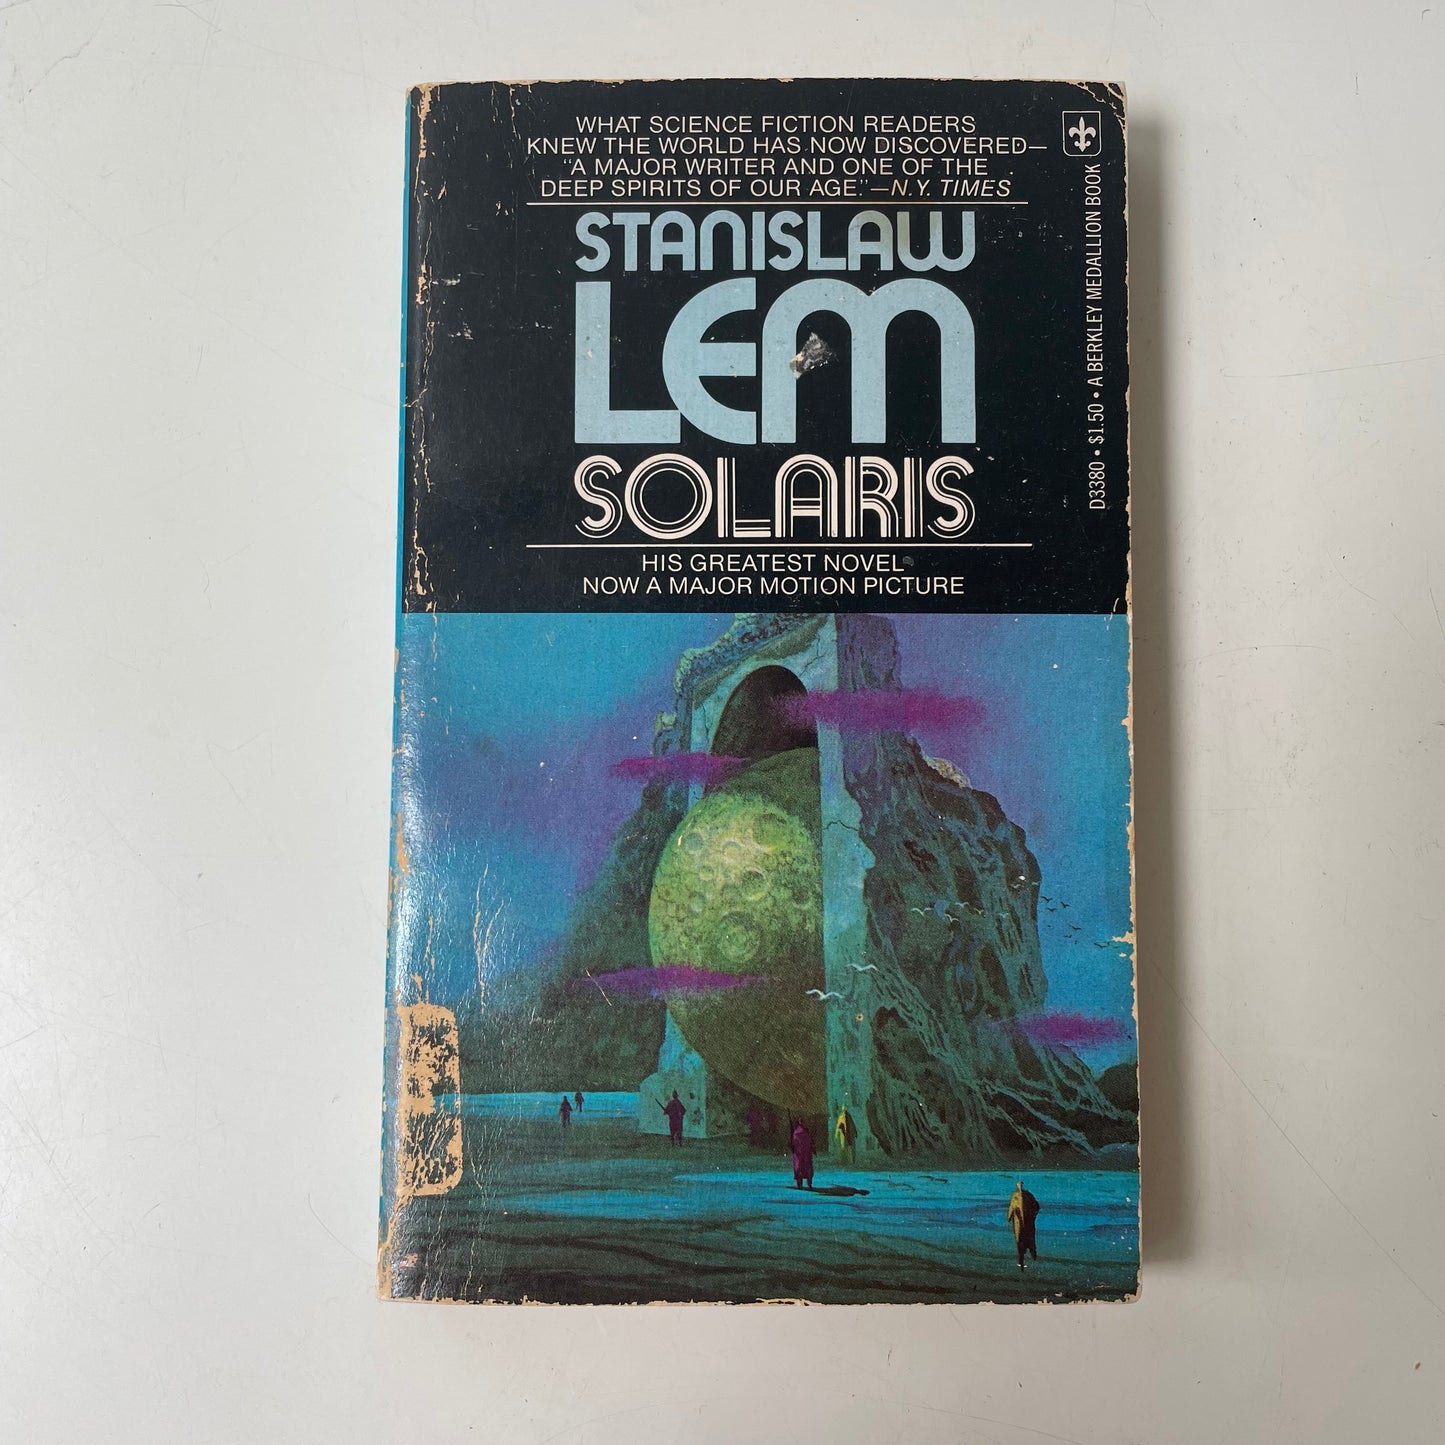 WHAT SCIENCE FICTION READERS
KNEW THE WORLD HAS NOW DISCOVERED—
"A MAJOR WRITER AND ONE OF THE
DEEP SPIRITS OF OUR AGE."—N.Y. TIMES
STANISLAW
LEM
SOLARIS
HIS GREATEST NOVEL
NOW A MAJOR MOTION PICTURE
D3380 • $1.50 • A BERKLEY MEDALLION BOOK